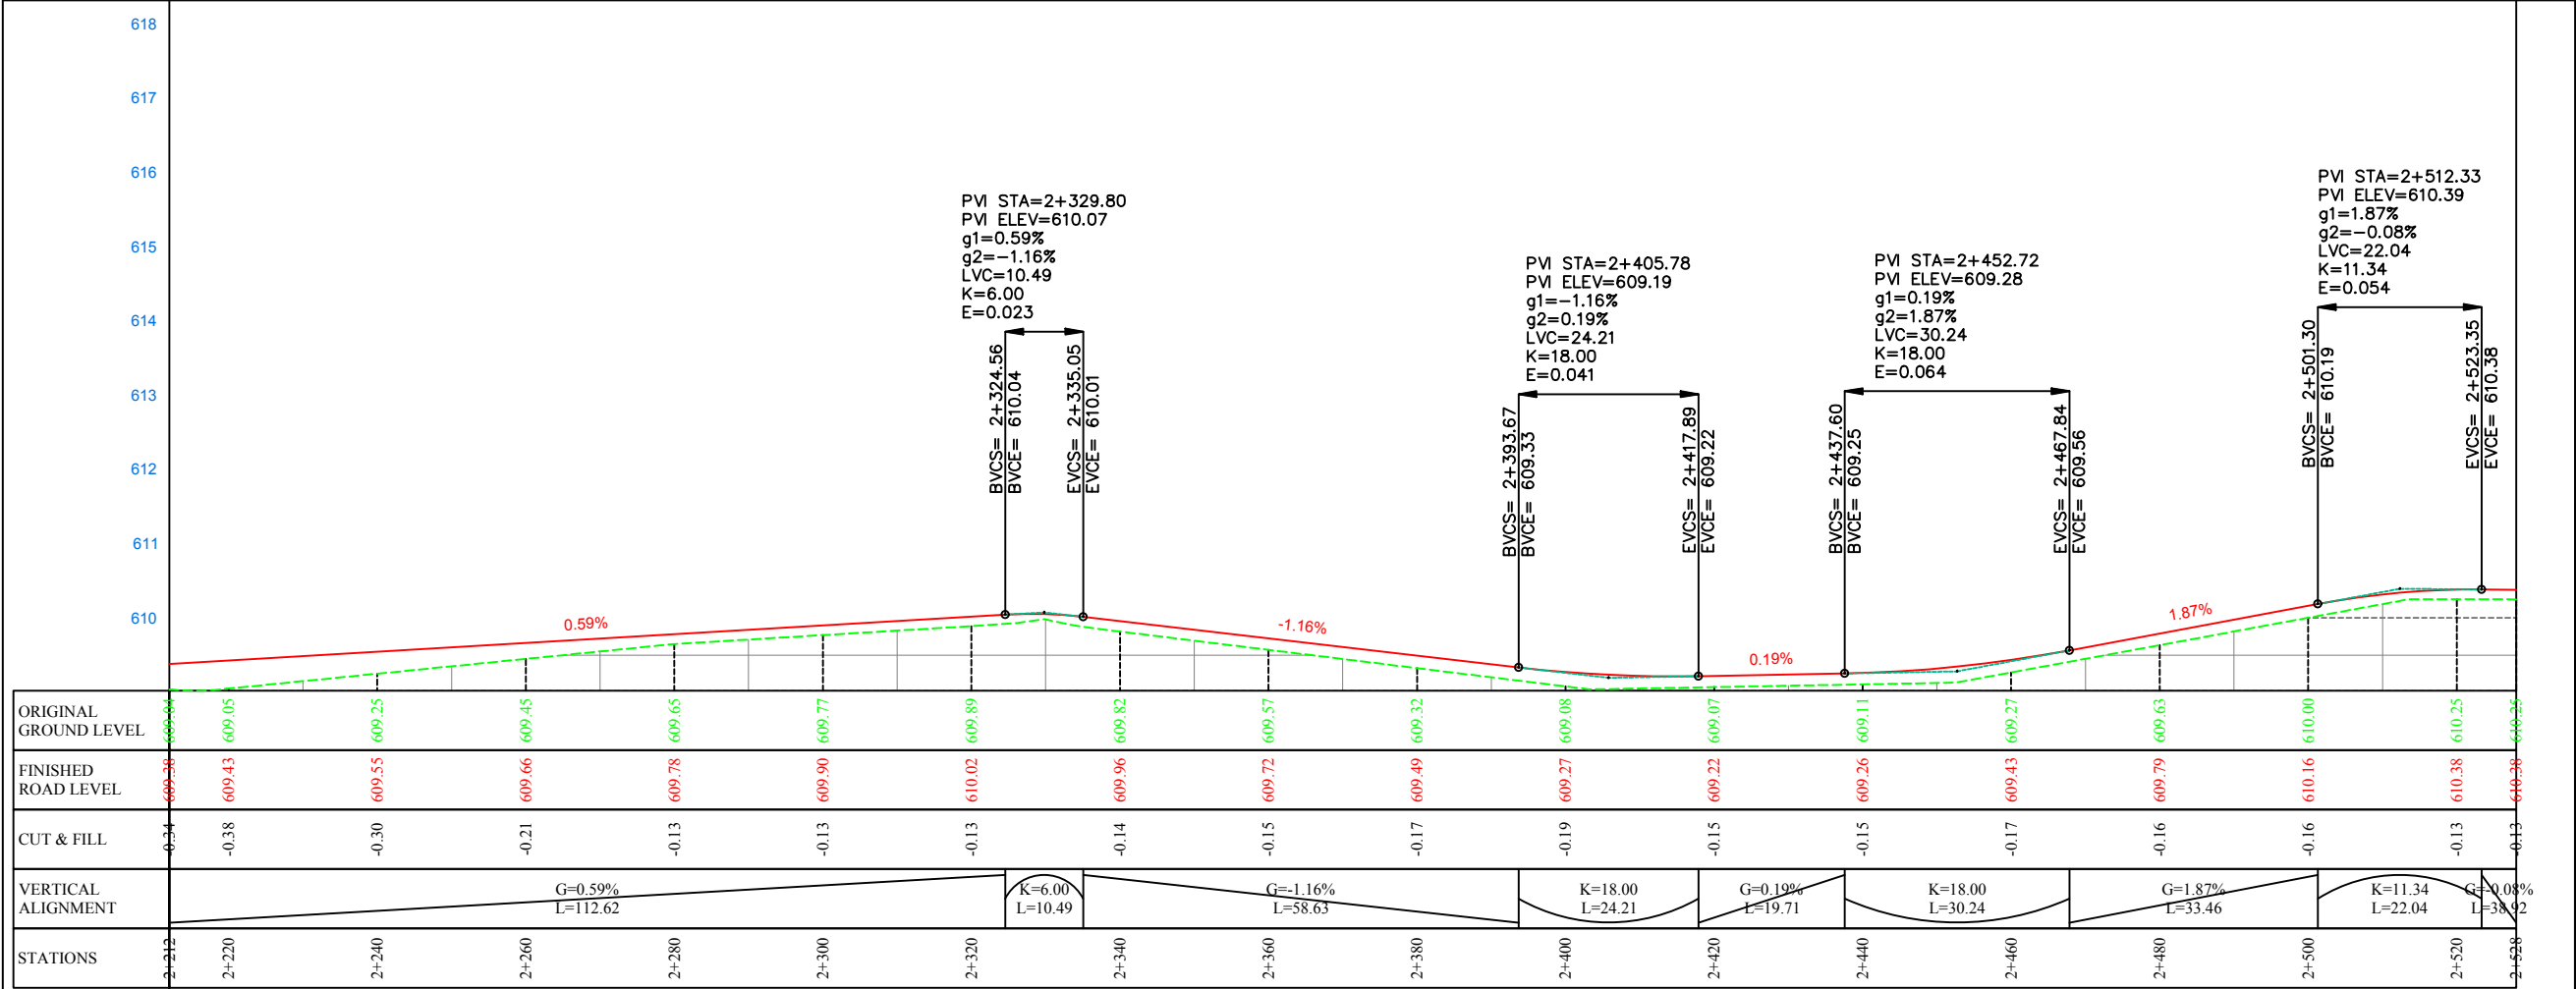 618
617
616
615
614
613
612
611
610
PVI STA=2+329.80
PVI ELEV=610.07
g1=0.59%
g2=-1.16%
LVC=10.49
K=6.00
E=0.023
BVCS= 2+324.56
BVCE= 610.04
EVCS= 2+335.05
EVCE= 610.01
PVI STA=2+405.78
PVI ELEV=609.19
g1=-1.16%
g2=0.19%
LVC=24.21
K=18.00
E=0.041
BVCS= 2+393.67
BVCE= 609.33
EVCS= 2+417.89
EVCE= 609.22
PVI STA=2+452.72
PVI ELEV=609.28
g1=0.19%
g2=1.87%
LVC=30.24
K=18.00
E=0.064
BVCS= 2+437.60
BVCE= 609.25
EVCS= 2+467.84
EVCE= 609.56
PVI STA=2+512.33
PVI ELEV=610.39
g1=1.87%
g2=-0.08%
LVC=22.04
K=11.34
E=0.054
BVCS= 2+501.30
BVCE= 610.19
EVCS= 2+523.35
EVCE= 610.38
0.59%
-1.16%
0.19%
1.87%
ORIGINAL
GROUND LEVEL
609.04 609.05 609.25 609.45 609.65 609.77 609.89 609.82 609.57 609.32 609.08 609.07 609.11 609.27 609.63 610.00 610.25 610.25
FINISHED
ROAD LEVEL
609.38 609.43 609.55 609.66 609.78 609.90 610.02 609.96 609.72 609.49 609.27 609.22 609.26 609.43 609.79 610.16 610.38 610.38
CUT & FILL
-0.34 -0.38 -0.30 -0.21 -0.13 -0.13 -0.13 -0.14 -0.15 -0.17 -0.19 -0.15 -0.15 -0.17 -0.16 -0.16 -0.13 -0.13
VERTICAL
ALIGNMENT
G=0.59%
L=112.62
K=6.00
L=10.49
G=-1.16%
L=58.63
K=18.00
L=24.21
G=0.19%
L=19.71
K=18.00
L=30.24
G=1.87%
L=33.46
K=11.34
L=22.04
G=-0.08%
L=38.92
STATIONS
2+212 2+220 2+240 2+260 2+280 2+300 2+320 2+340 2+360 2+380 2+400 2+420 2+440 2+460 2+480 2+500 2+520 2+528